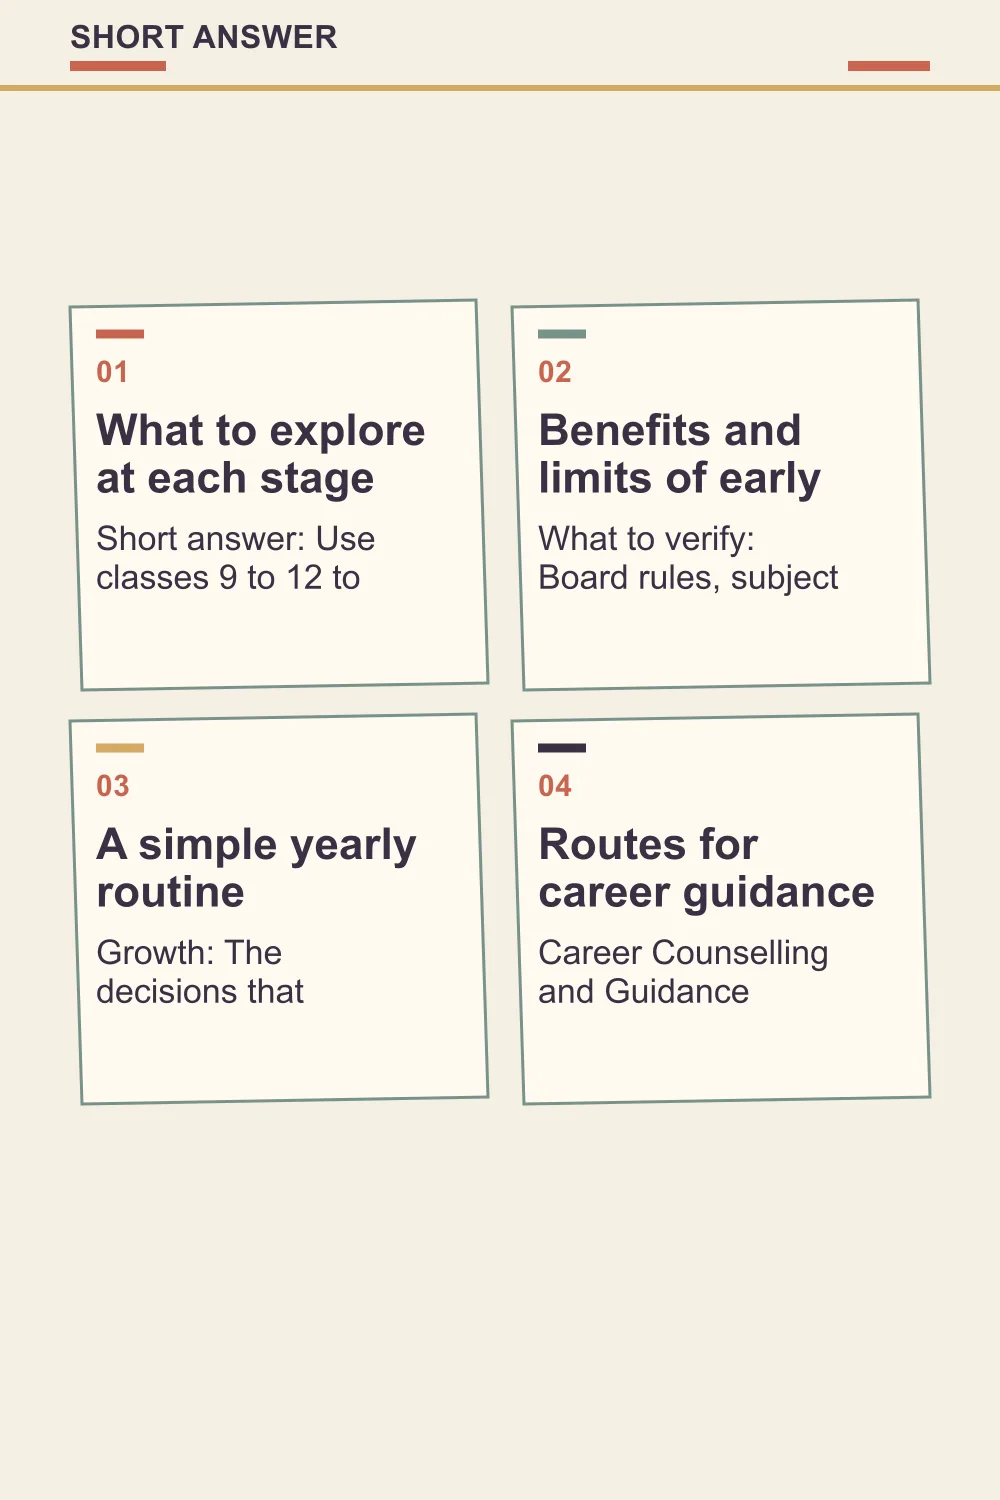 SHORT ANSWER
01
What to explore
at each stage
Short answer: Use
classes 9 to 12 to
02
Benefits and
limits of early
What to verify:
Board rules, subject
03
A simple yearly
routine
Growth: The
decisions that
04
Routes for
career guidance
Career Counselling
and Guidance